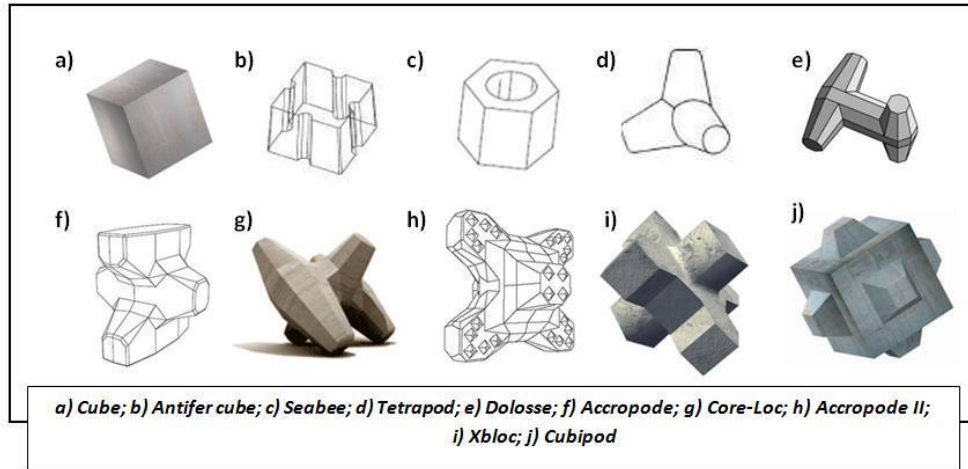 a) b) c) d) e)
f) g) h) i) j)
a) Cube; b) Antifer cube; c) Seabee; d) Tetrapod; e) Dolosse; f) Accropode; g) Core-Loc; h) Accropode II;
i) Xbloc; j) Cubipod